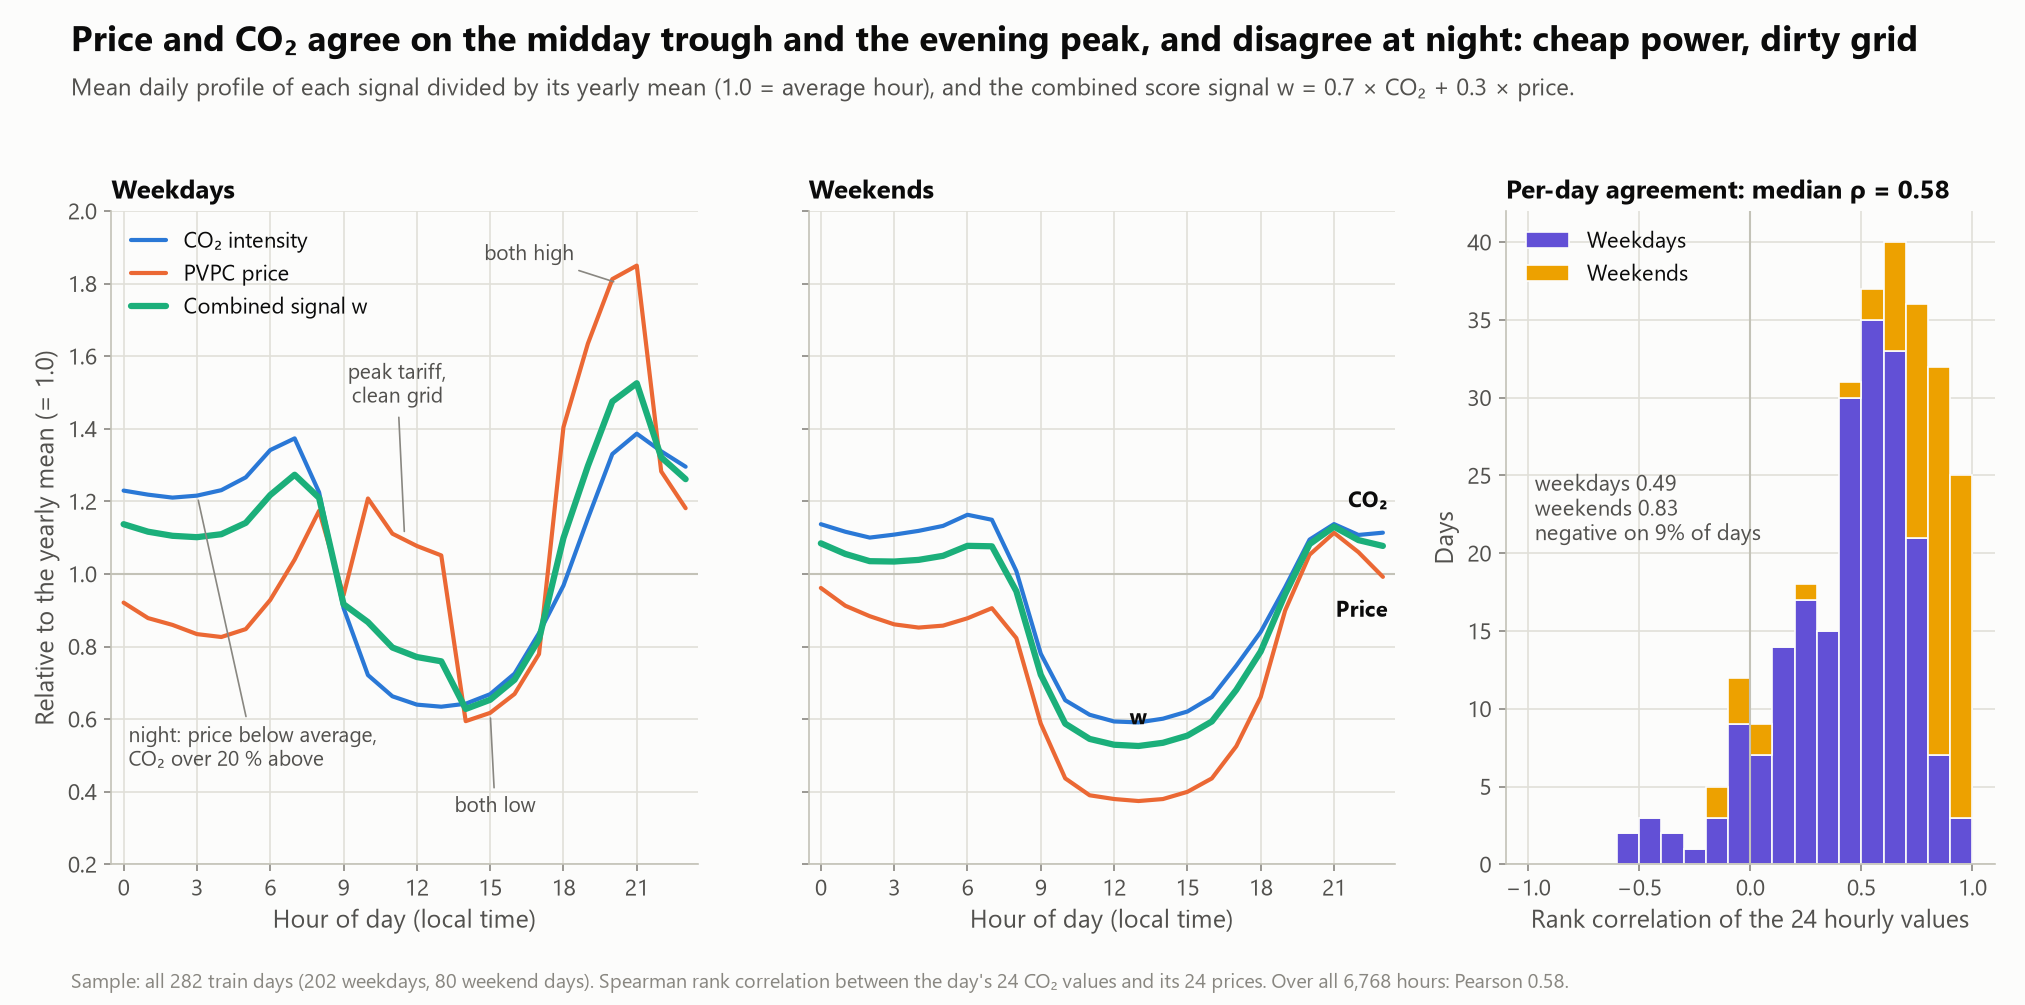 Price and CO₂ agree on the midday trough and the evening peak, and disagree at night: cheap power, dirty grid
Mean daily profile of each signal divided by its yearly mean (1.0 = average hour), and the combined score signal w = 0.7 × CO₂ + 0.3 × price.
Weekdays
CO₂ intensity
PVPC price
Combined signal w
both high
peak tariff,
clean grid
night: price below average,
CO₂ over 20 % above
both low
Relative to the yearly mean (= 1.0)
2.0
1.8
1.6
1.4
1.2
1.0
0.8
0.6
0.4
0.2
0 3 6 9 12 15 18 21
Hour of day (local time)
Weekends
CO₂
Price
w
0 3 6 9 12 15 18 21
Hour of day (local time)
Per-day agreement: median ρ = 0.58
Weekdays
Weekends
weekdays 0.49
weekends 0.83
negative on 9% of days
Days
40
35
30
25
20
15
10
5
0
−1.0 −0.5 0.0 0.5 1.0
Rank correlation of the 24 hourly values
Sample: all 282 train days (202 weekdays, 80 weekend days). Spearman rank correlation between the day's 24 CO₂ values and its 24 prices. Over all 6,768 hours: Pearson 0.58.